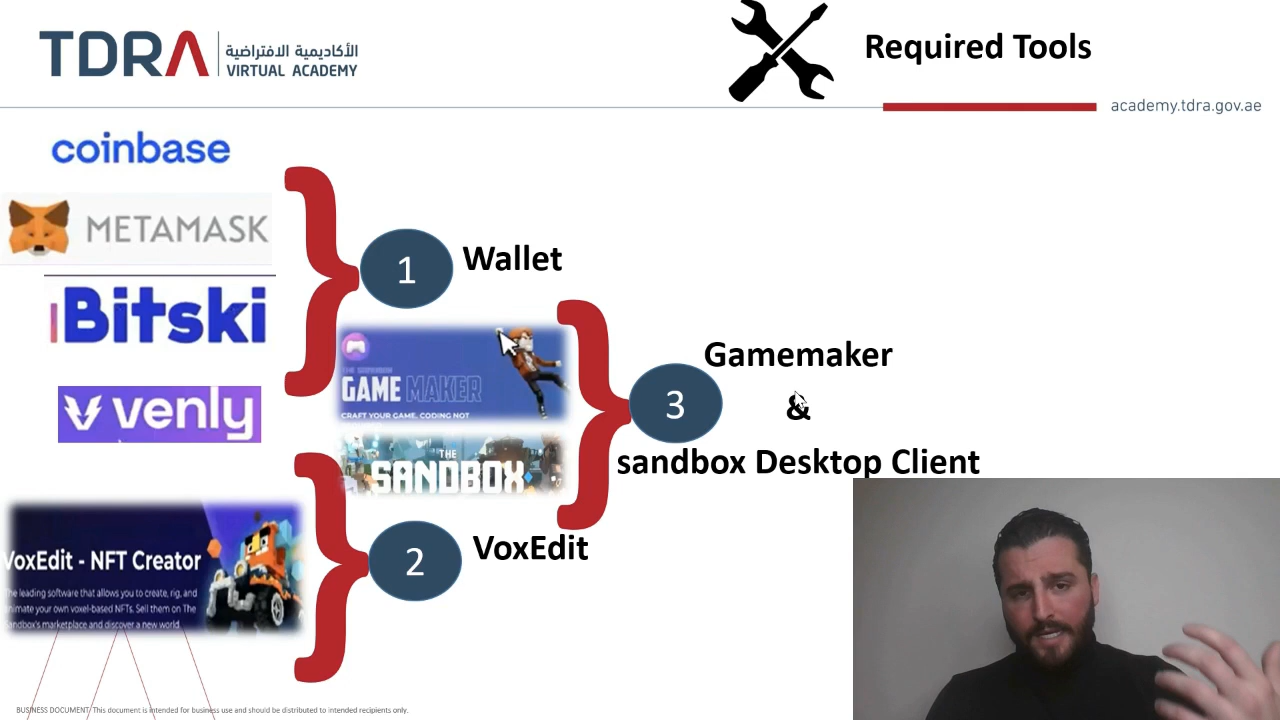 TDRA
الأكاديمية الافتراضية
VIRTUAL ACADEMY
Required Tools
academy.tdra.gov.ae
coinbase
METAMASK
Bitski
venly
1
Wallet
GAME MAKER
CRAFT YOUR GAME, CODING NOT
THE
SANDBOX
3
Gamemaker
&
sandbox Desktop Client
VoxEdit - NFT Creator
The leading software that allows you to create, rig, and
animate your own voxel-based NFTs. Sell them on The
Sandbox's marketplace and discover a new world.
2
VoxEdit
BUSINESS DOCUMENT This document is intended for business use and should be distributed to intended recipients only.